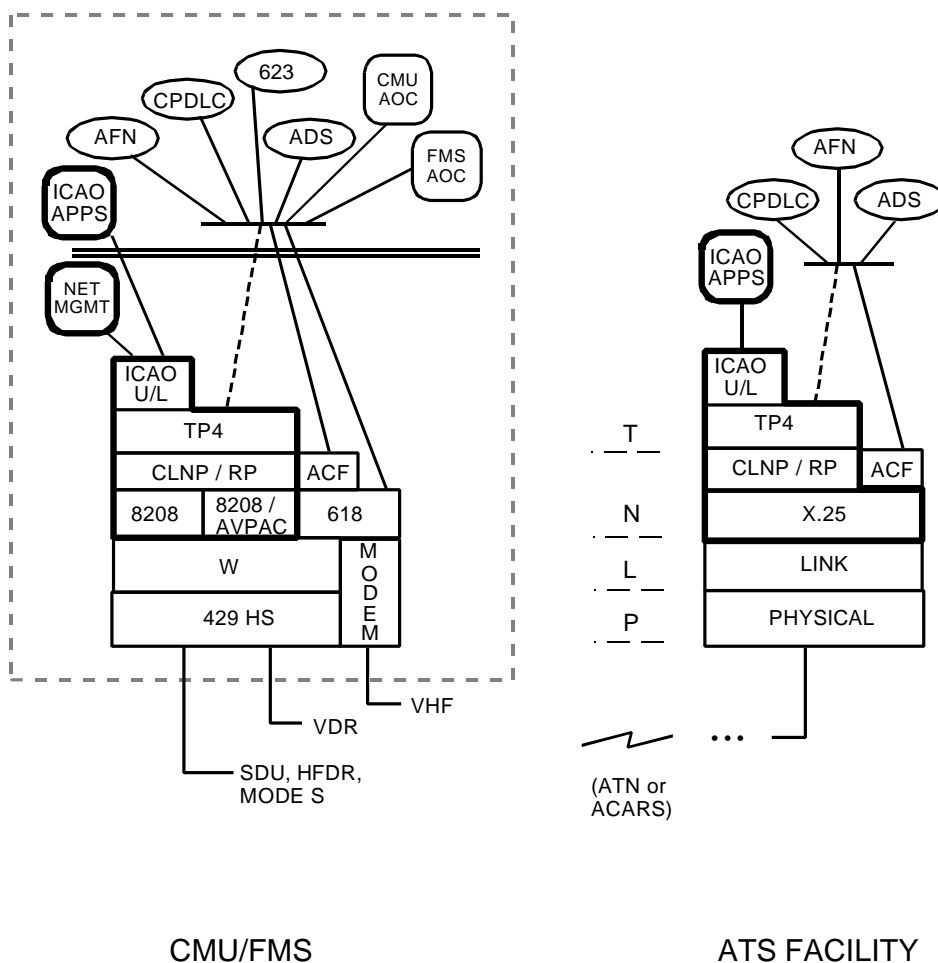 623
CMU
AOC
CPDLC
AFN
ADS
FMS
AOC
ICAO
APPS
NET
MGMT
ICAO
U/L
TP4
CLNP / RP
ACF
8208
8208 /
AVPAC
618
W
429 HS
MODEM
VHF
VDR
SDU, HFDR,
MODE S
T
N
L
P
AFN
CPDLC
ADS
ICAO
APPS
ICAO
U/L
TP4
CLNP / RP
ACF
X.25
LINK
PHYSICAL
...
(ATN or
ACARS)
CMU/FMS
ATS FACILITY